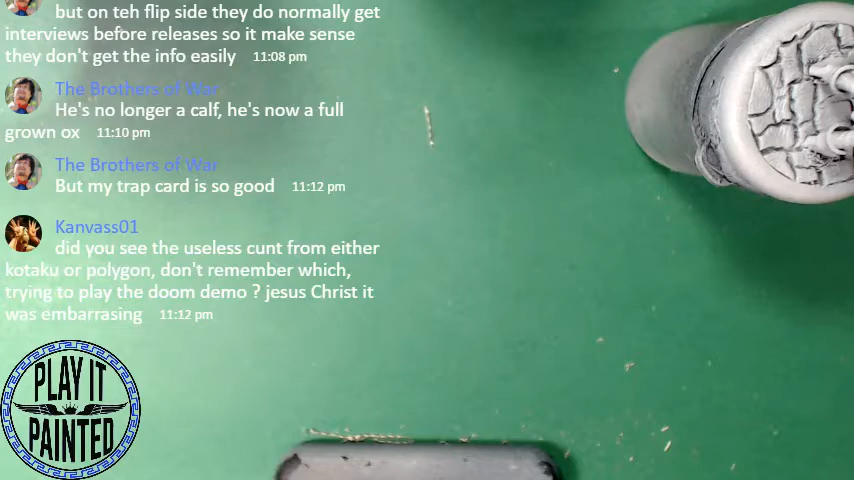 but on teh flip side they do normally get
interviews before releases so it make sense
they don't get the info easily 11:08 pm
The Brothers of War
He's no longer a calf, he's now a full
grown ox 11:10 pm
The Brothers of War
But my trap card is so good 11:12 pm
Kanvass01
did you see the useless cunt from either
kotaku or polygon, don't remember which,
trying to play the doom demo ? jesus Christ it
was embarrasing 11:12 pm
PLAY IT
PAINTED